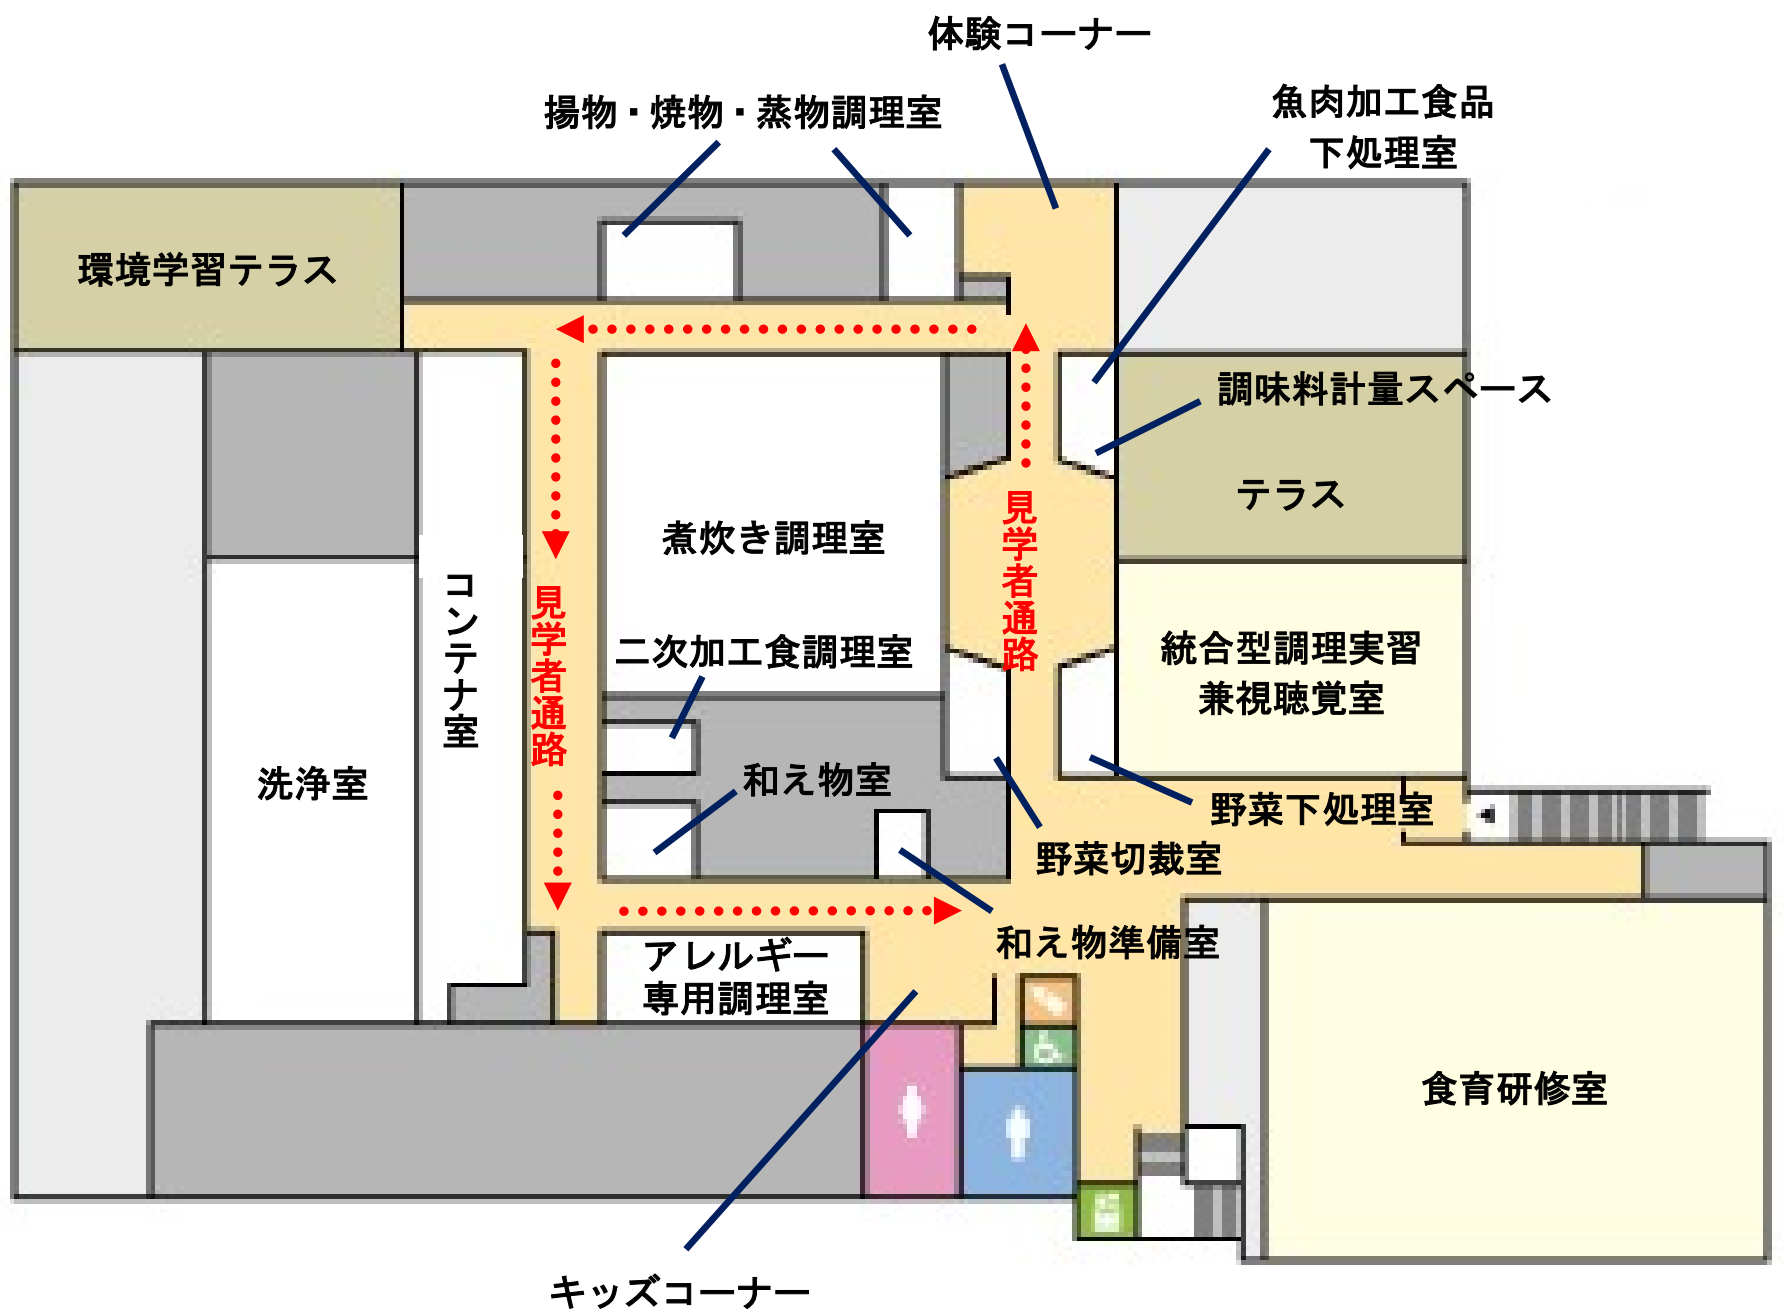 体験コーナー
揚物・焼物・蒸物調理室
魚肉加工食品
下処理室
環境学習テラス
調味料計量スペース
テラス
見学者通路
煮炊き調理室
コンテナ室
見学者通路
二次加工食調理室
統合型調理実習
兼視聴覚室
洗浄室
和え物室
野菜下処理室
野菜切裁室
和え物準備室
アレルギー
専用調理室
食育研修室
キッズコーナー